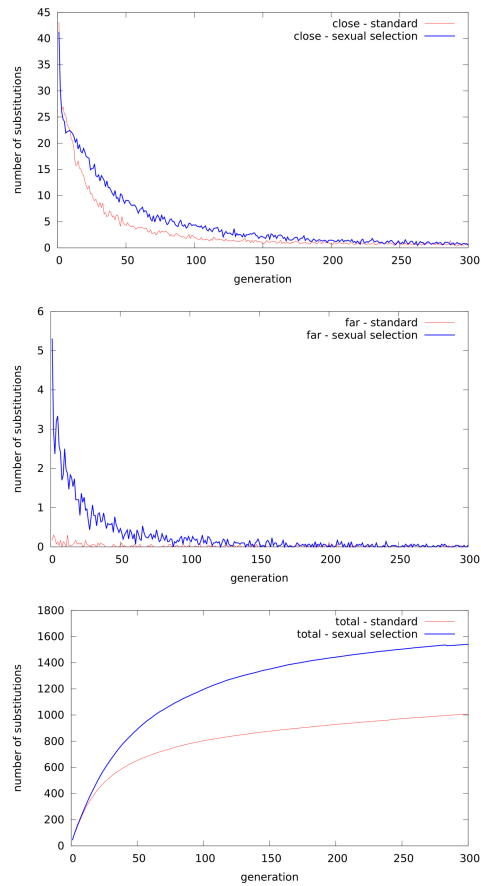 close - standard
close - sexual selection
number of substitutions
45
40
35
30
25
20
15
10
5
0
0 50 100 150 200 250 300
generation
far - standard
far - sexual selection
number of substitutions
6
5
4
3
2
1
0
0 50 100 150 200 250 300
generation
total - standard
total - sexual selection
number of substitutions
1800
1600
1400
1200
1000
800
600
400
200
0
0 50 100 150 200 250 300
generation